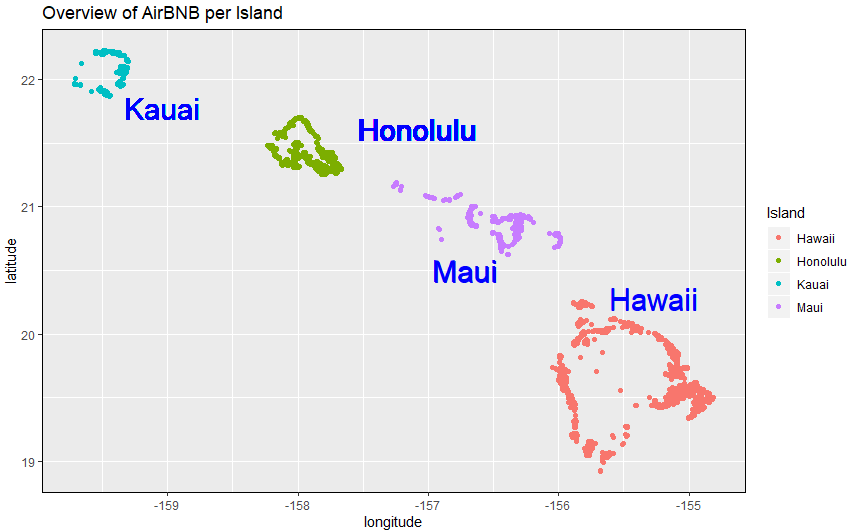 Overview of AirBNB per Island
22
21
20
19
latitude
Kauai
Honolulu
Maui
Hawaii
-159
-158
-157
-156
-155
longitude
Island
Hawaii
Honolulu
Kauai
Maui